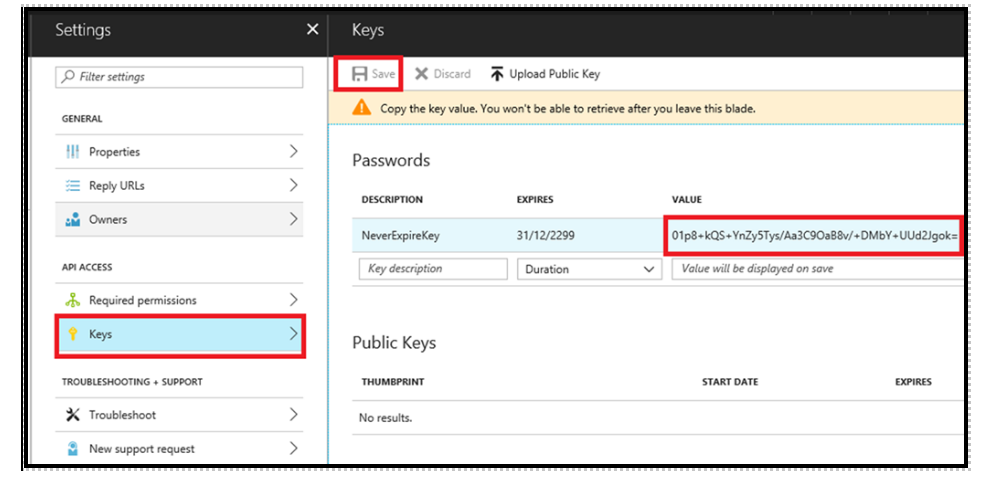 Settings
Keys
Filter settings
Save Discard Upload Public Key
Copy the key value. You won't be able to retrieve after you leave this blade.
GENERAL
Properties
Reply URLs
Owners
API ACCESS
Required permissions
Keys
TROUBLESHOOTING + SUPPORT
Troubleshoot
New support request
Passwords
DESCRIPTION EXPIRES VALUE
NeverExpireKey 31/12/2299 01p8+kQS+YnZy5Tys/Aa3C9OaB8v/+DMbY+UUd2Jgok=
Key description Duration Value will be displayed on save
Public Keys
THUMBPRINT START DATE EXPIRES
No results.